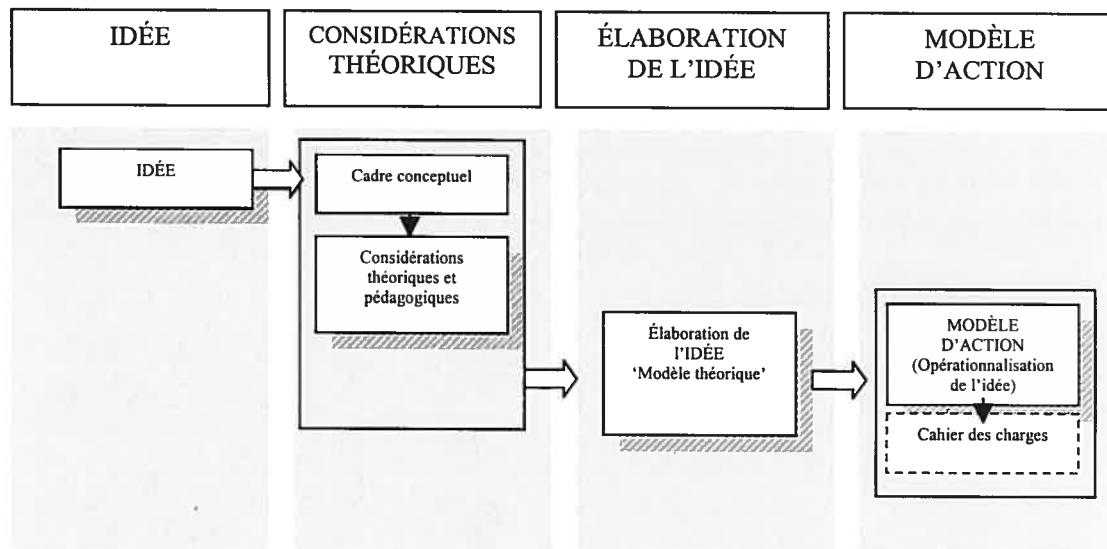 IDÉE
CONSIDÉRATIONS
THÉORIQUES
ÉLABORATION
DE L'IDÉE
MODÈLE
D'ACTION
IDÉE
Cadre conceptuel
Considérations
théoriques et
pédagogiques
Élaboration de
l'IDÉE
‘Modèle théorique’
MODÈLE
D'ACTION
(Opérationnalisation
de l'idée)
Cahier des charges